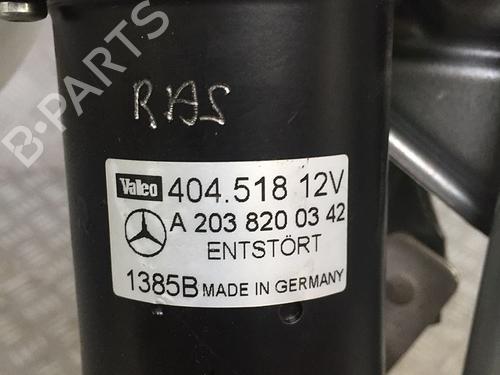 B-PARTS
RAS
Valeo 404.518 12V
A 203 820 03 42
ENTSTÖRT
1385B MADE IN GERMANY